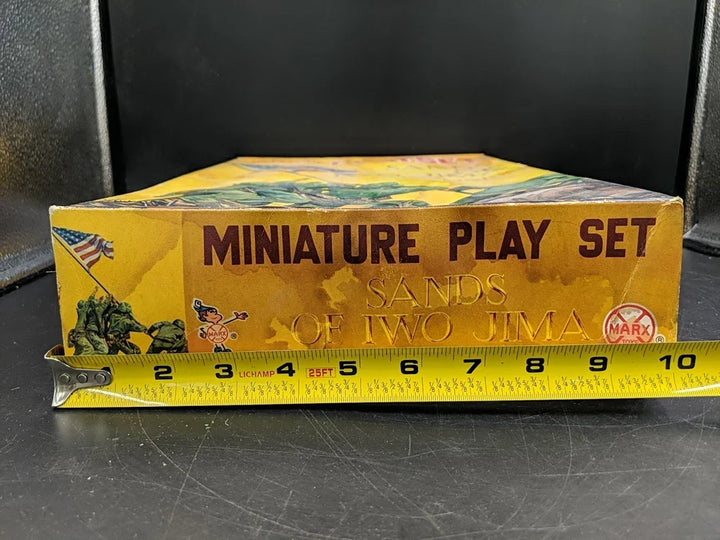 MINIATURE PLAY SET
SANDS
OF IWO JIMA
MARX
MARX
TOYS
®
®
2 3 LICHAMP 4 25FT 5 6 7 8 9 10